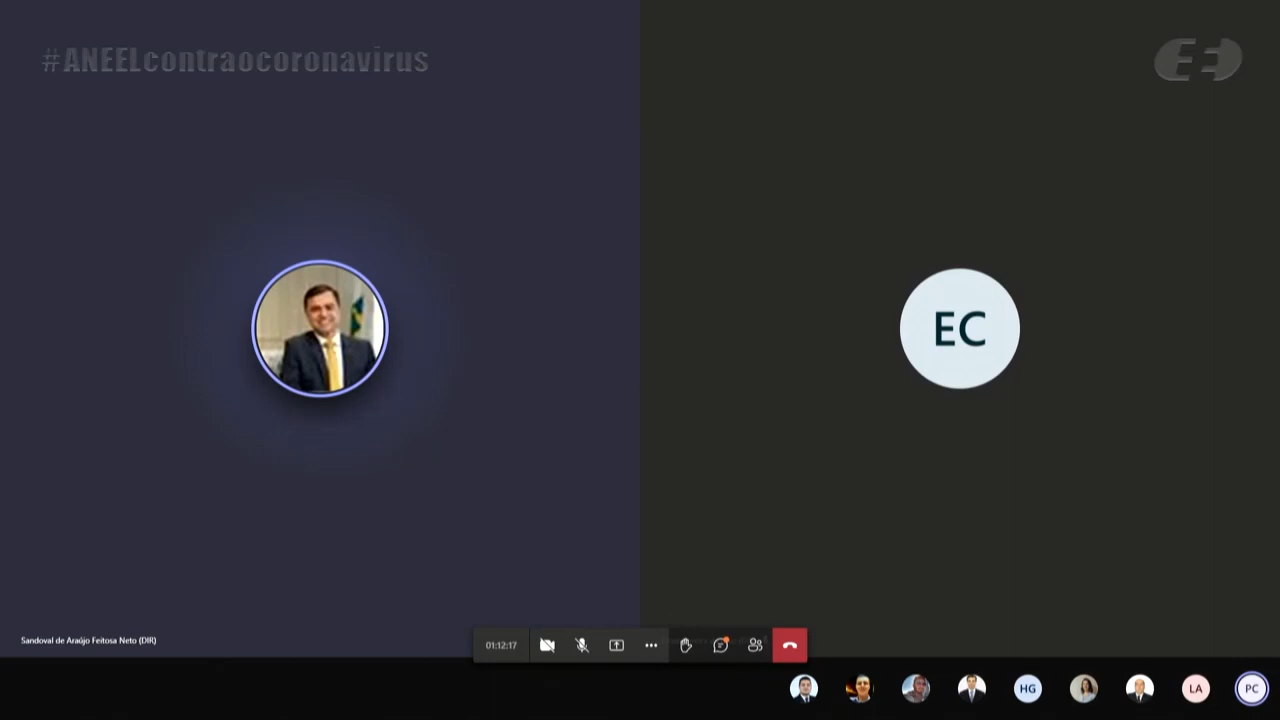 #ANEELcontraocoronavirus
EC
Sandoval de Araújo Feitosa Neto (DIR)
01:12:17
HG
LA
PC